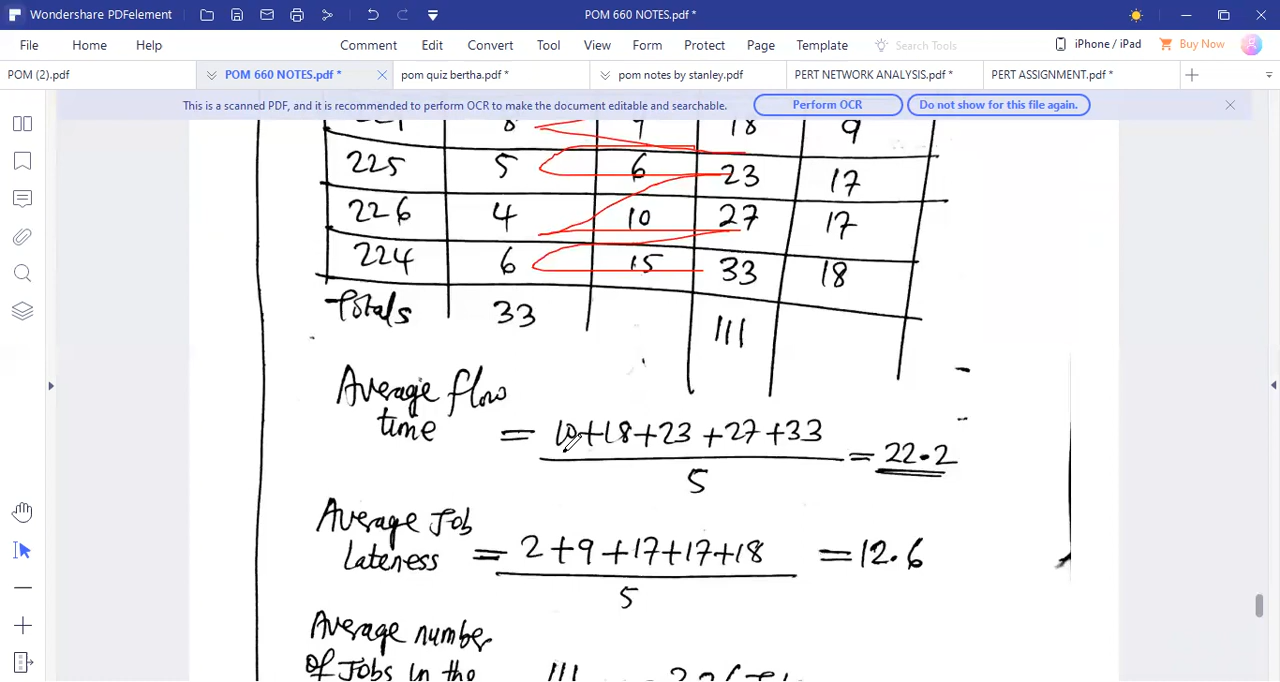 Wondershare PDFelement
POM 660 NOTES.pdf *
File Home Help Comment Edit Convert Tool View Form Protect Page Template Search Tools iPhone / iPad Buy Now
POM (2).pdf POM 660 NOTES.pdf * pom quiz bertha.pdf * pom notes by stanley.pdf PERT NETWORK ANALYSIS.pdf * PERT ASSIGNMENT.pdf *
This is a scanned PDF, and it is recommended to perform OCR to make the document editable and searchable. Perform OCR Do not show for this file again.
8 18 9
225 5 6 23 17
226 4 10 27 17
224 6 15 33 18
Totals 33 111
Average flow
time = 10+18+23+27+33 = 22.2
5
Average Job
lateness = 2+9+17+17+18 = 12.6
5
Average number
of Jobs in the 111